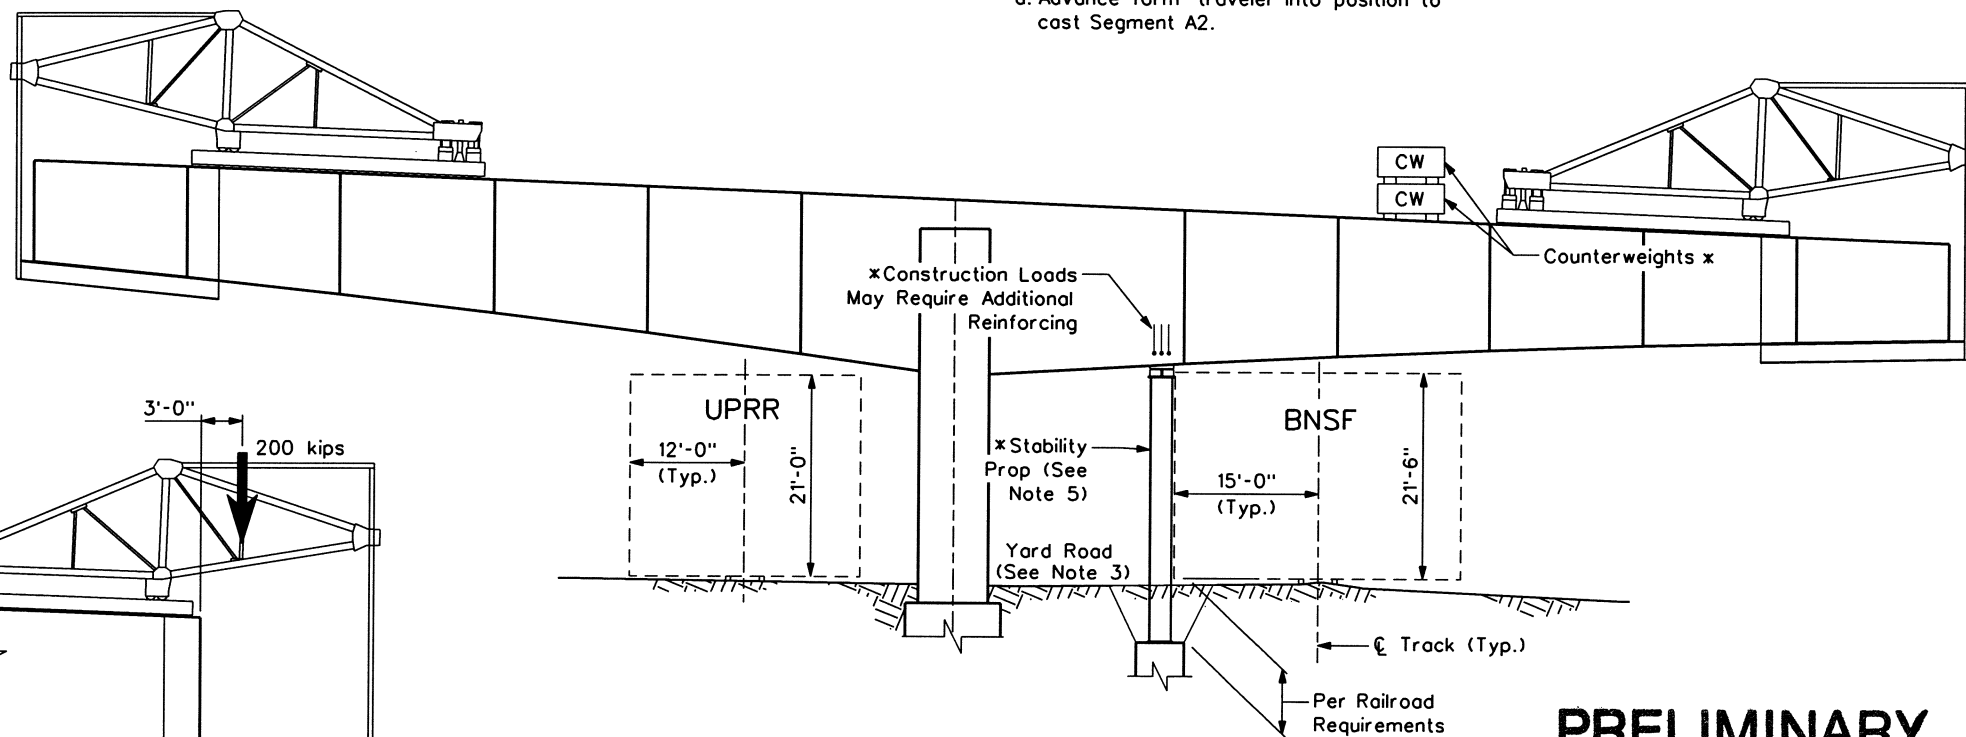 d. Advance form traveler into position to
cast Segment A2.
CW
CW
Counterweights *
*Construction Loads
May Require Additional
Reinforcing
3'-0"
200 kips
UPRR
12'-0"
(Typ.)
21'-0"
*Stability
Prop (See
Note 5)
BNSF
15'-0"
(Typ.)
21'-6"
Yard Road
(See Note 3)
℄ Track (Typ.)
Per Railroad
Requirements
PRELIMINARY